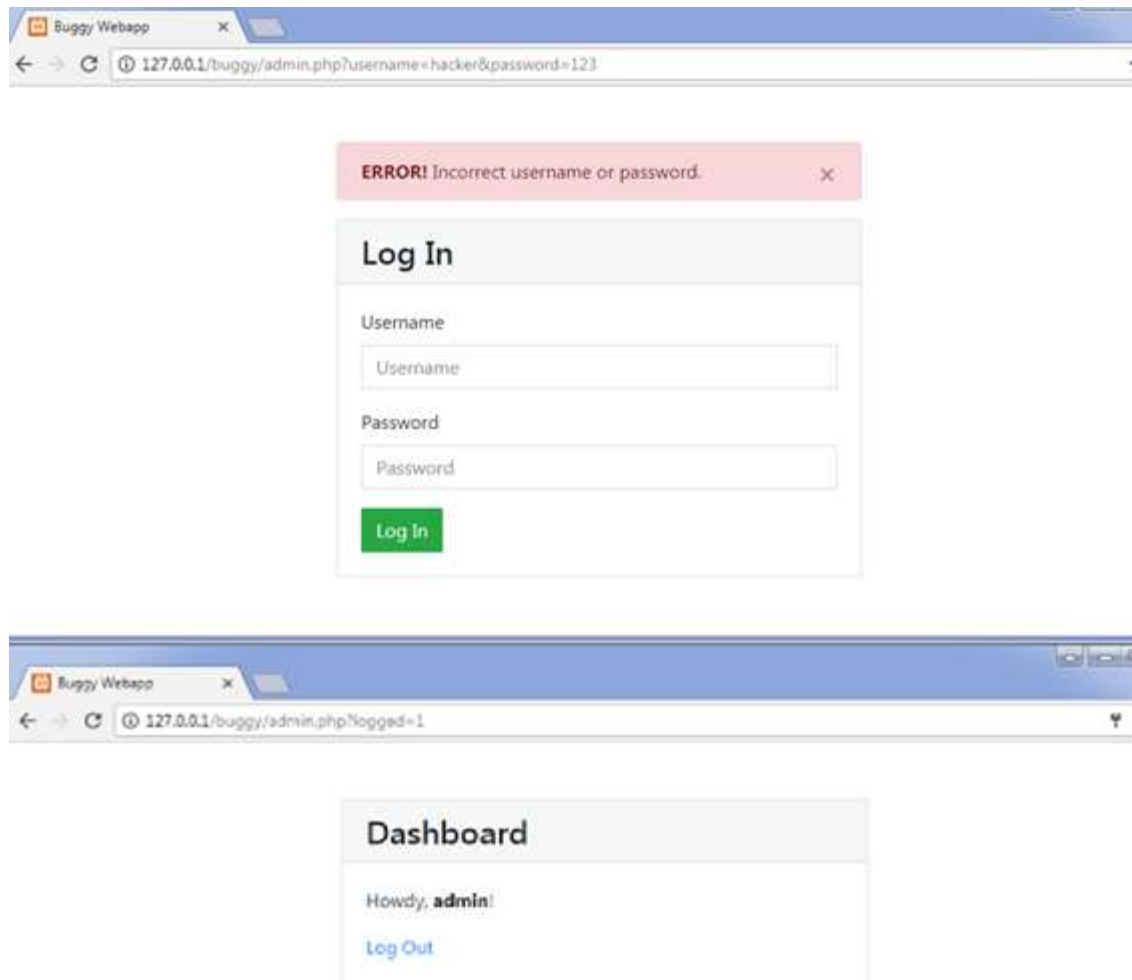 Buggy Webapp
127.0.0.1/buggy/admin.php?username=hacker&password=123
ERROR! Incorrect username or password.
Log In
Username
Username
Password
Password
Log In
Buggy Webapp
127.0.0.1/buggy/admin.php?logged=1
Dashboard
Howdy, admin!
Log Out